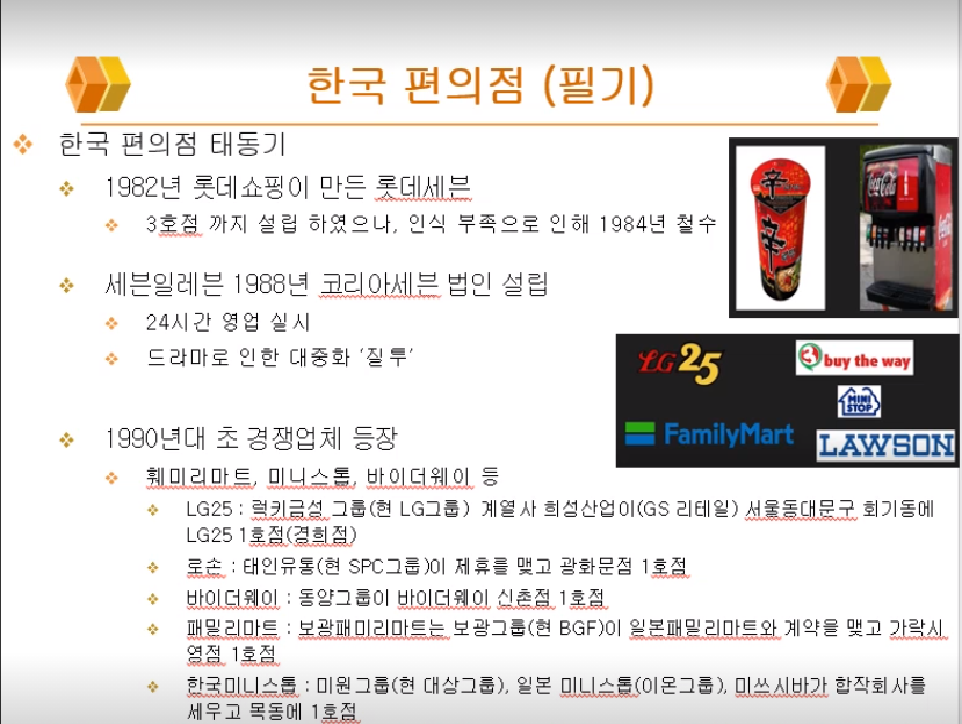 한국 편의점 (필기)
한국 편의점 태동기
1982년 롯데쇼핑이 만든 롯데세븐
3호점 까지 설립 하였으나, 인식 부족으로 인해 1984년 철수
세븐일레븐 1988년 코리아세븐 법인 설립
24시간 영업 실시
드라마로 인한 대중화 ‘질투’
1990년대 초 경쟁업체 등장
훼미리마트, 미니스톱, 바이더웨이 등
LG25 : 럭키금성 그룹(현 LG그룹) 계열사 희성산업이(GS 리테일) 서울동대문구 회기동에
LG25 1호점(경희점)
로손 : 태인유통(현 SPC그룹)이 제휴를 맺고 광화문점 1호점
바이더웨이 : 동양그룹이 바이더웨이 신촌점 1호점
패밀리마트 : 보광패미리마트는 보광그룹(현 BGF)이 일본패밀리마트와 계약을 맺고 가락시
영점 1호점
한국미니스톱 : 미원그룹(현 대상그룹), 일본 미니스톱(이온그룹), 미쓰시바가 합작회사를
세우고 목동에 1호점
辛
辛
Coca-Cola
LG 25
buy the way
MINI
STOP
FamilyMart
LAWSON